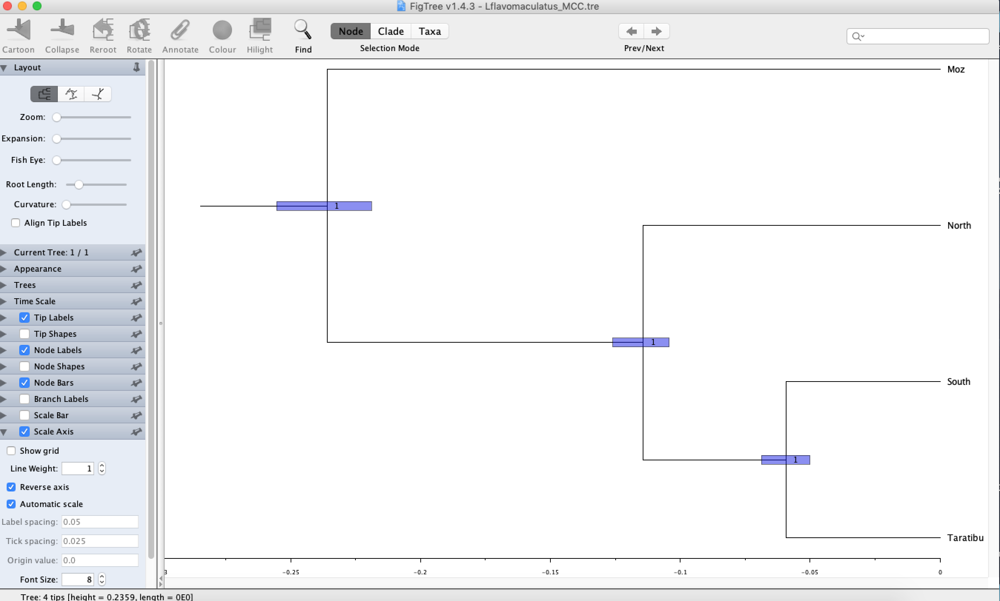 FigTree v1.4.3 - Lflavomaculatus_MCC.tre
Cartoon Collapse Reroot Rotate Annotate Colour Hilight Find
Node Clade Taxa
Selection Mode
Prev/Next
Layout
Zoom:
Expansion:
Fish Eye:
Root Length:
Curvature:
Align Tip Labels
Current Tree: 1 / 1
Appearance
Trees
Time Scale
Tip Labels
Tip Shapes
Node Labels
Node Shapes
Node Bars
Branch Labels
Scale Bar
Scale Axis
Show grid
Line Weight: 1
Reverse axis
Automatic scale
Label spacing: 0.05
Tick spacing: 0.025
Origin value: 0.0
Font Size: 8
Moz
1
North
1
South
1
Taratibu
3 -0.25 -0.2 -0.15 -0.1 -0.05 0
Tree: 4 tips [height = 0.2359, length = 0E0]